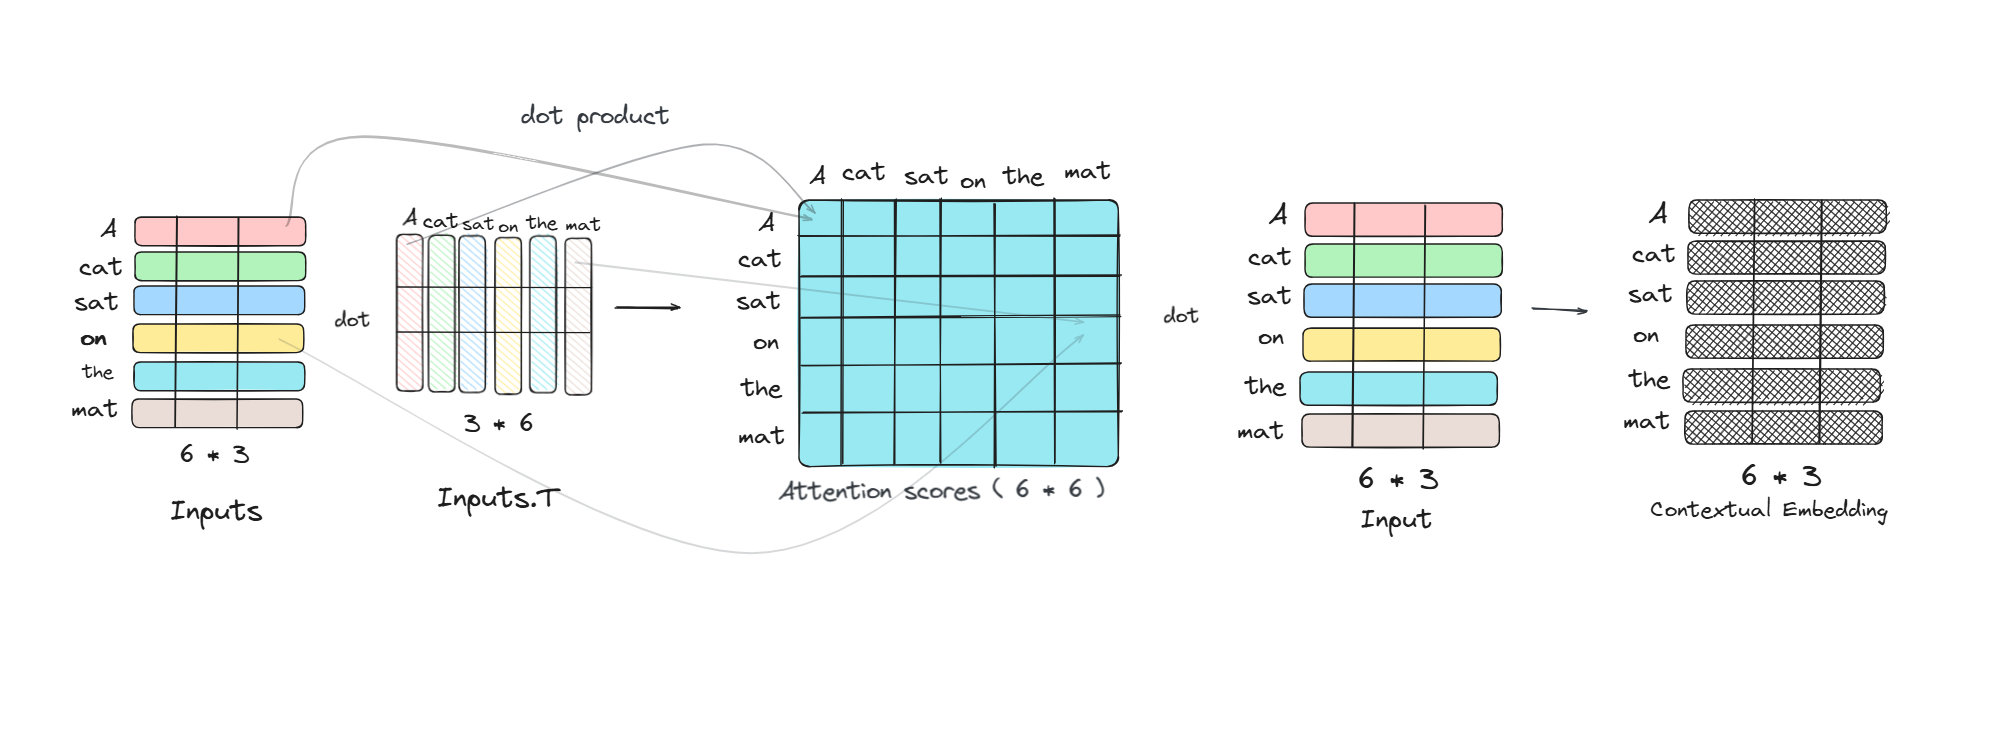 dot product
A
cat
sat
on
the
mat
6 * 3
Inputs
dot
A cat sat on the mat
3 * 6
Inputs.T
A cat sat on the mat
A
cat
sat
on
the
mat
Attention scores ( 6 * 6 )
dot
A
cat
sat
on
the
mat
6 * 3
Input
A
cat
sat
on
the
mat
6 * 3
Contextual Embedding